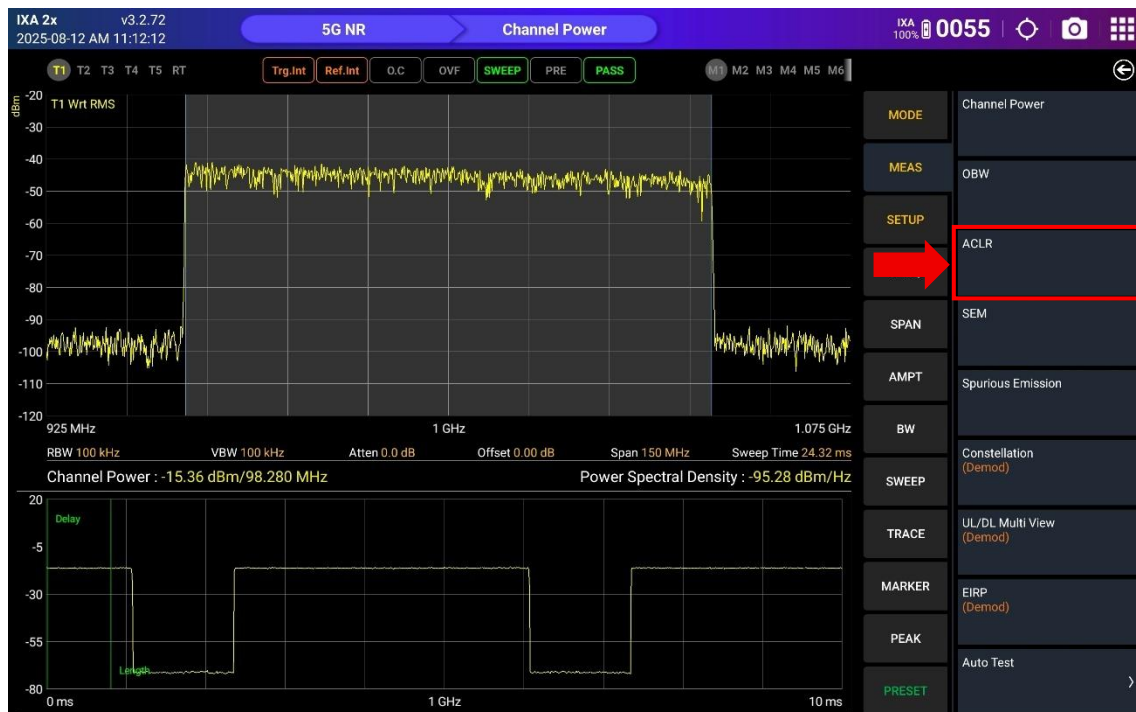 IXA 2x v3.2.72
2025-08-12 AM 11:12:12
5G NR
Channel Power
IXA
100%
0055
T1 T2 T3 T4 T5 RT
Trg.Int Ref.Int O.C OVF SWEEP PRE PASS
M1 M2 M3 M4 M5 M6
dBm
T1 Wrt RMS
-20
-30
-40
-50
-60
-70
-80
-90
-100
-110
-120
925 MHz 1 GHz 1.075 GHz
RBW 100 kHz VBW 100 kHz Atten 0.0 dB Offset 0.00 dB Span 150 MHz Sweep Time 24.32 ms
Channel Power : -15.36 dBm/98.280 MHz Power Spectral Density : -95.28 dBm/Hz
20
Delay
-5
-30
-55
Length
-80
0 ms 1 GHz 10 ms
MODE
MEAS
SETUP
SPAN
AMPT
BW
SWEEP
TRACE
MARKER
PEAK
PRESET
Channel Power
OBW
ACLR
SEM
Spurious Emission
Constellation
(Demod)
UL/DL Multi View
(Demod)
EIRP
(Demod)
Auto Test